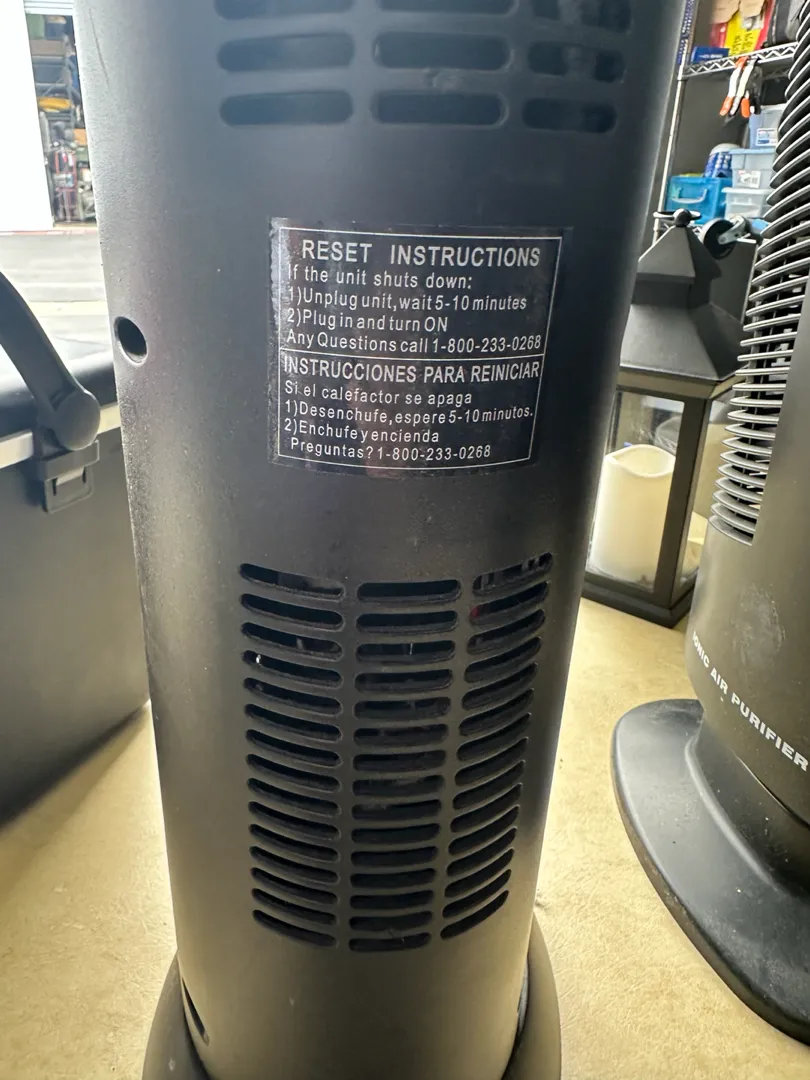 RESET INSTRUCTIONS
If the unit shuts down:
1)Unplug unit, wait 5-10 minutes
2)Plug in and turn ON
Any Questions call 1-800-233-0268
INSTRUCCIONES PARA REINICIAR
Si el calefactor se apaga
1)Desenchufe, espere 5-10 minutos.
2)Enchufe y encienda
Preguntas? 1-800-233-0268
IONIC AIR PURIFIER